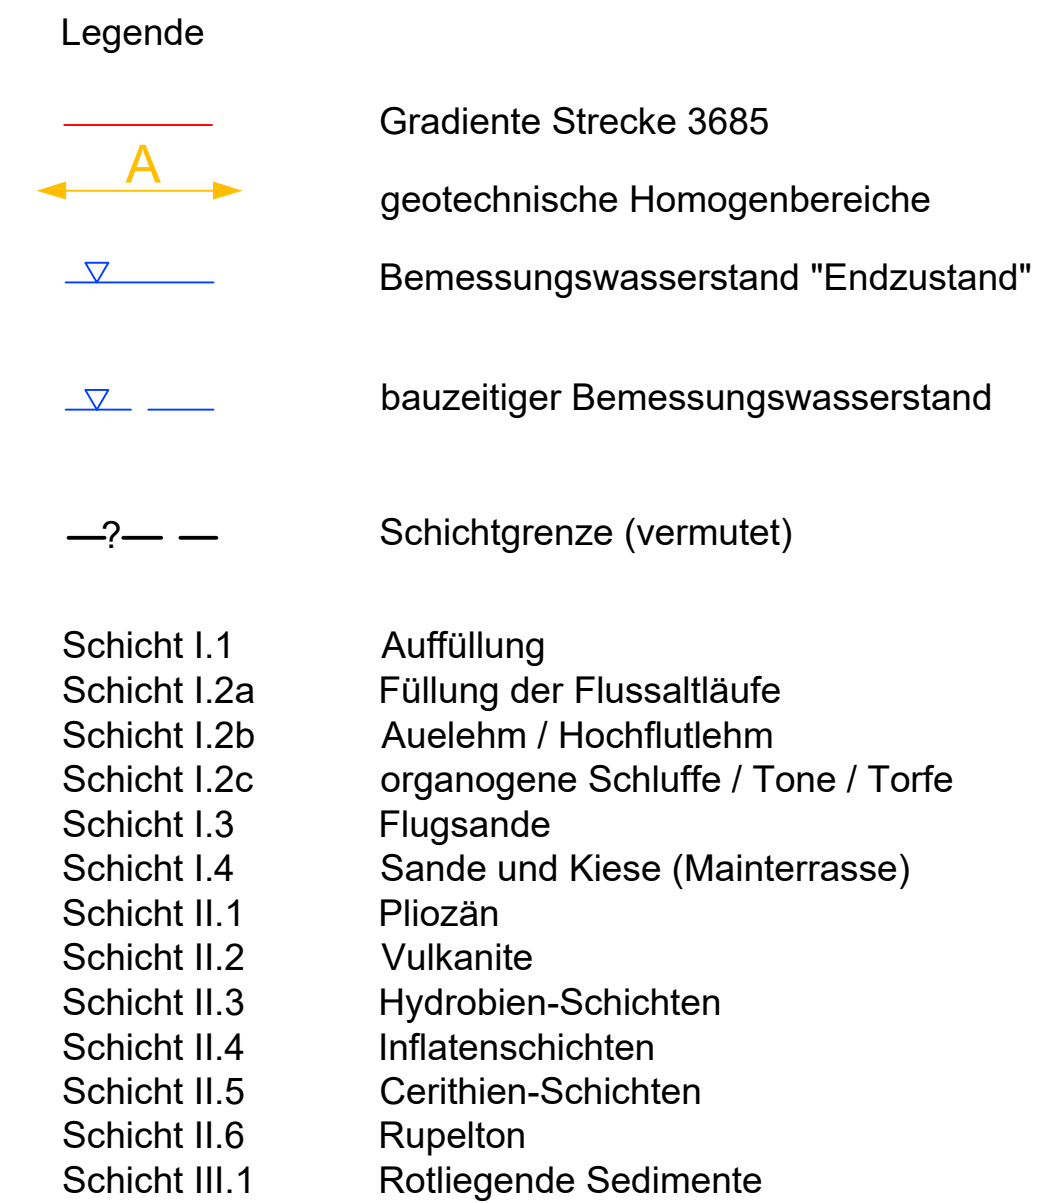 Legende
Gradiente Strecke 3685
A
geotechnische Homogenbereiche
Bemessungswasserstand "Endzustand"
bauzeitiger Bemessungswasserstand
? Schichtgrenze (vermutet)
Schicht I.1 Auffüllung
Schicht I.2a Füllung der Flussaltläufe
Schicht I.2b Auelehm / Hochflutlehm
Schicht I.2c organogene Schluffe / Tone / Torfe
Schicht I.3 Flugsande
Schicht I.4 Sande und Kiese (Mainterrasse)
Schicht II.1 Pliozän
Schicht II.2 Vulkanite
Schicht II.3 Hydrobien-Schichten
Schicht II.4 Inflatenschichten
Schicht II.5 Cerithien-Schichten
Schicht II.6 Rupelton
Schicht III.1 Rotliegende Sedimente